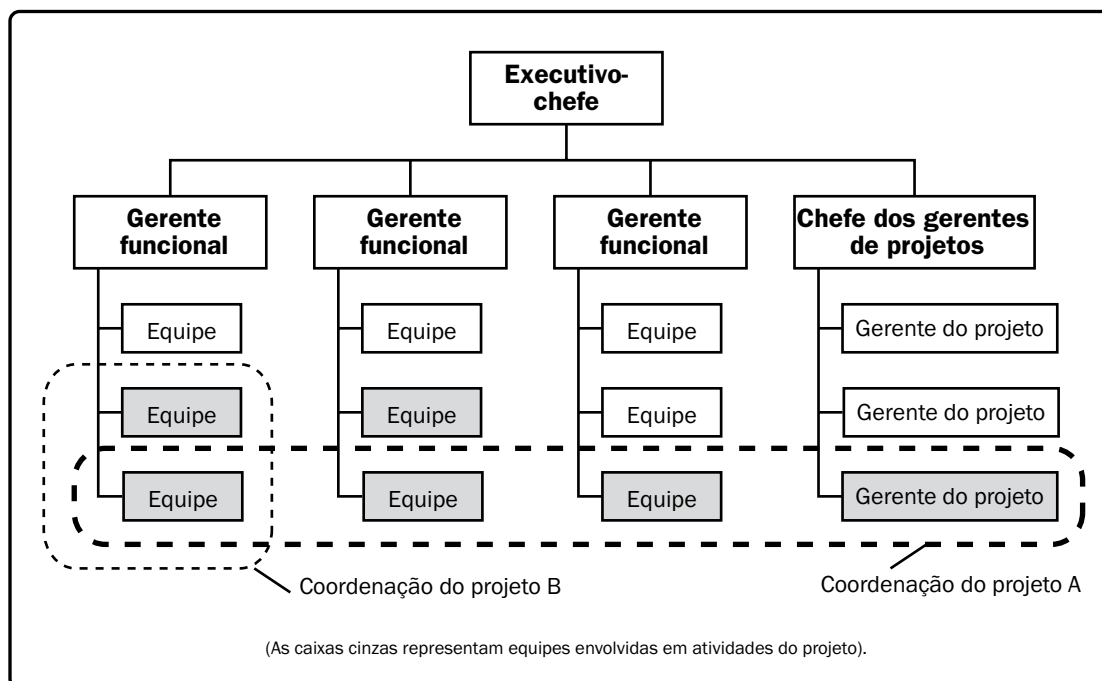 Executivo-
chefe
Gerente
funcional
Gerente
funcional
Gerente
funcional
Chefe dos gerentes
de projetos
Equipe
Equipe
Equipe
Gerente do projeto
Equipe
Equipe
Equipe
Gerente do projeto
Equipe
Equipe
Equipe
Gerente do projeto
Coordenação do projeto B
Coordenação do projeto A
(As caixas cinzas representam equipes envolvidas em atividades do projeto).